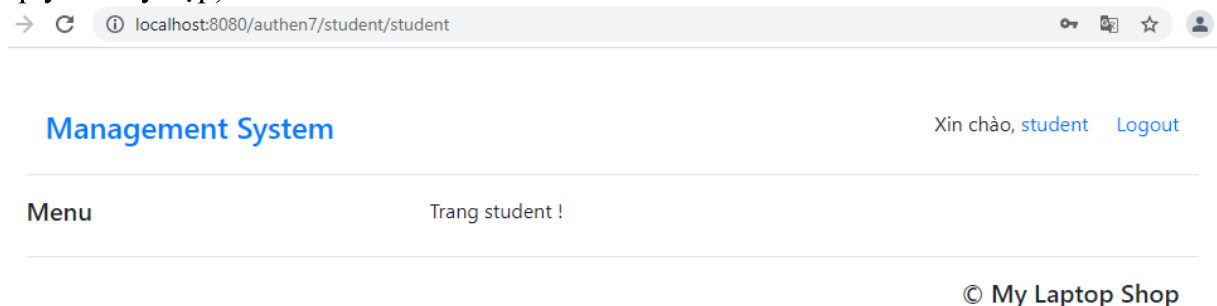 localhost:8080/authen7/student/student
Management System
Xin chào, student Logout
Menu
Trang student !
© My Laptop Shop